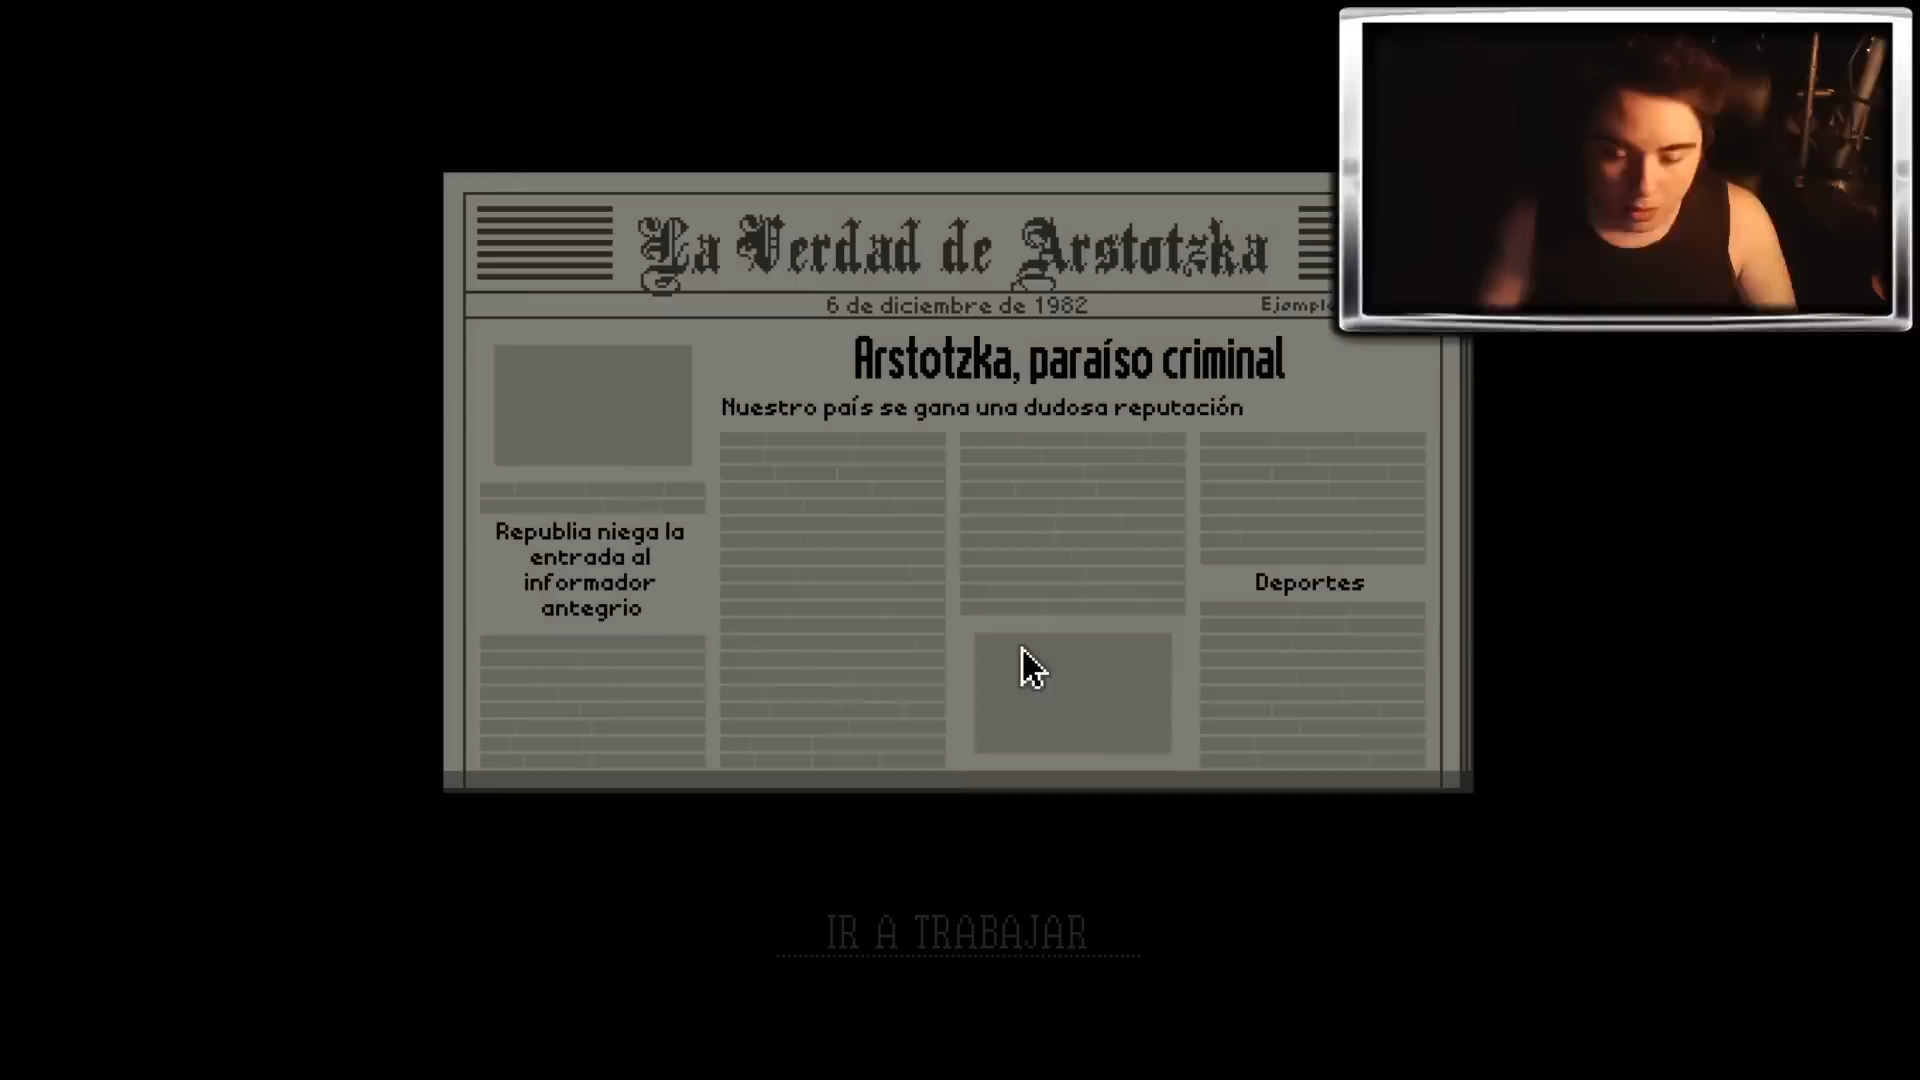 La Verdad de Arstotzka
6 de diciembre de 1982
Arstotzka, paraíso criminal
Nuestro país se gana una dudosa reputación
Republia niega la
entrada al
informador
antegrio
Deportes
IR A TRABAJAR